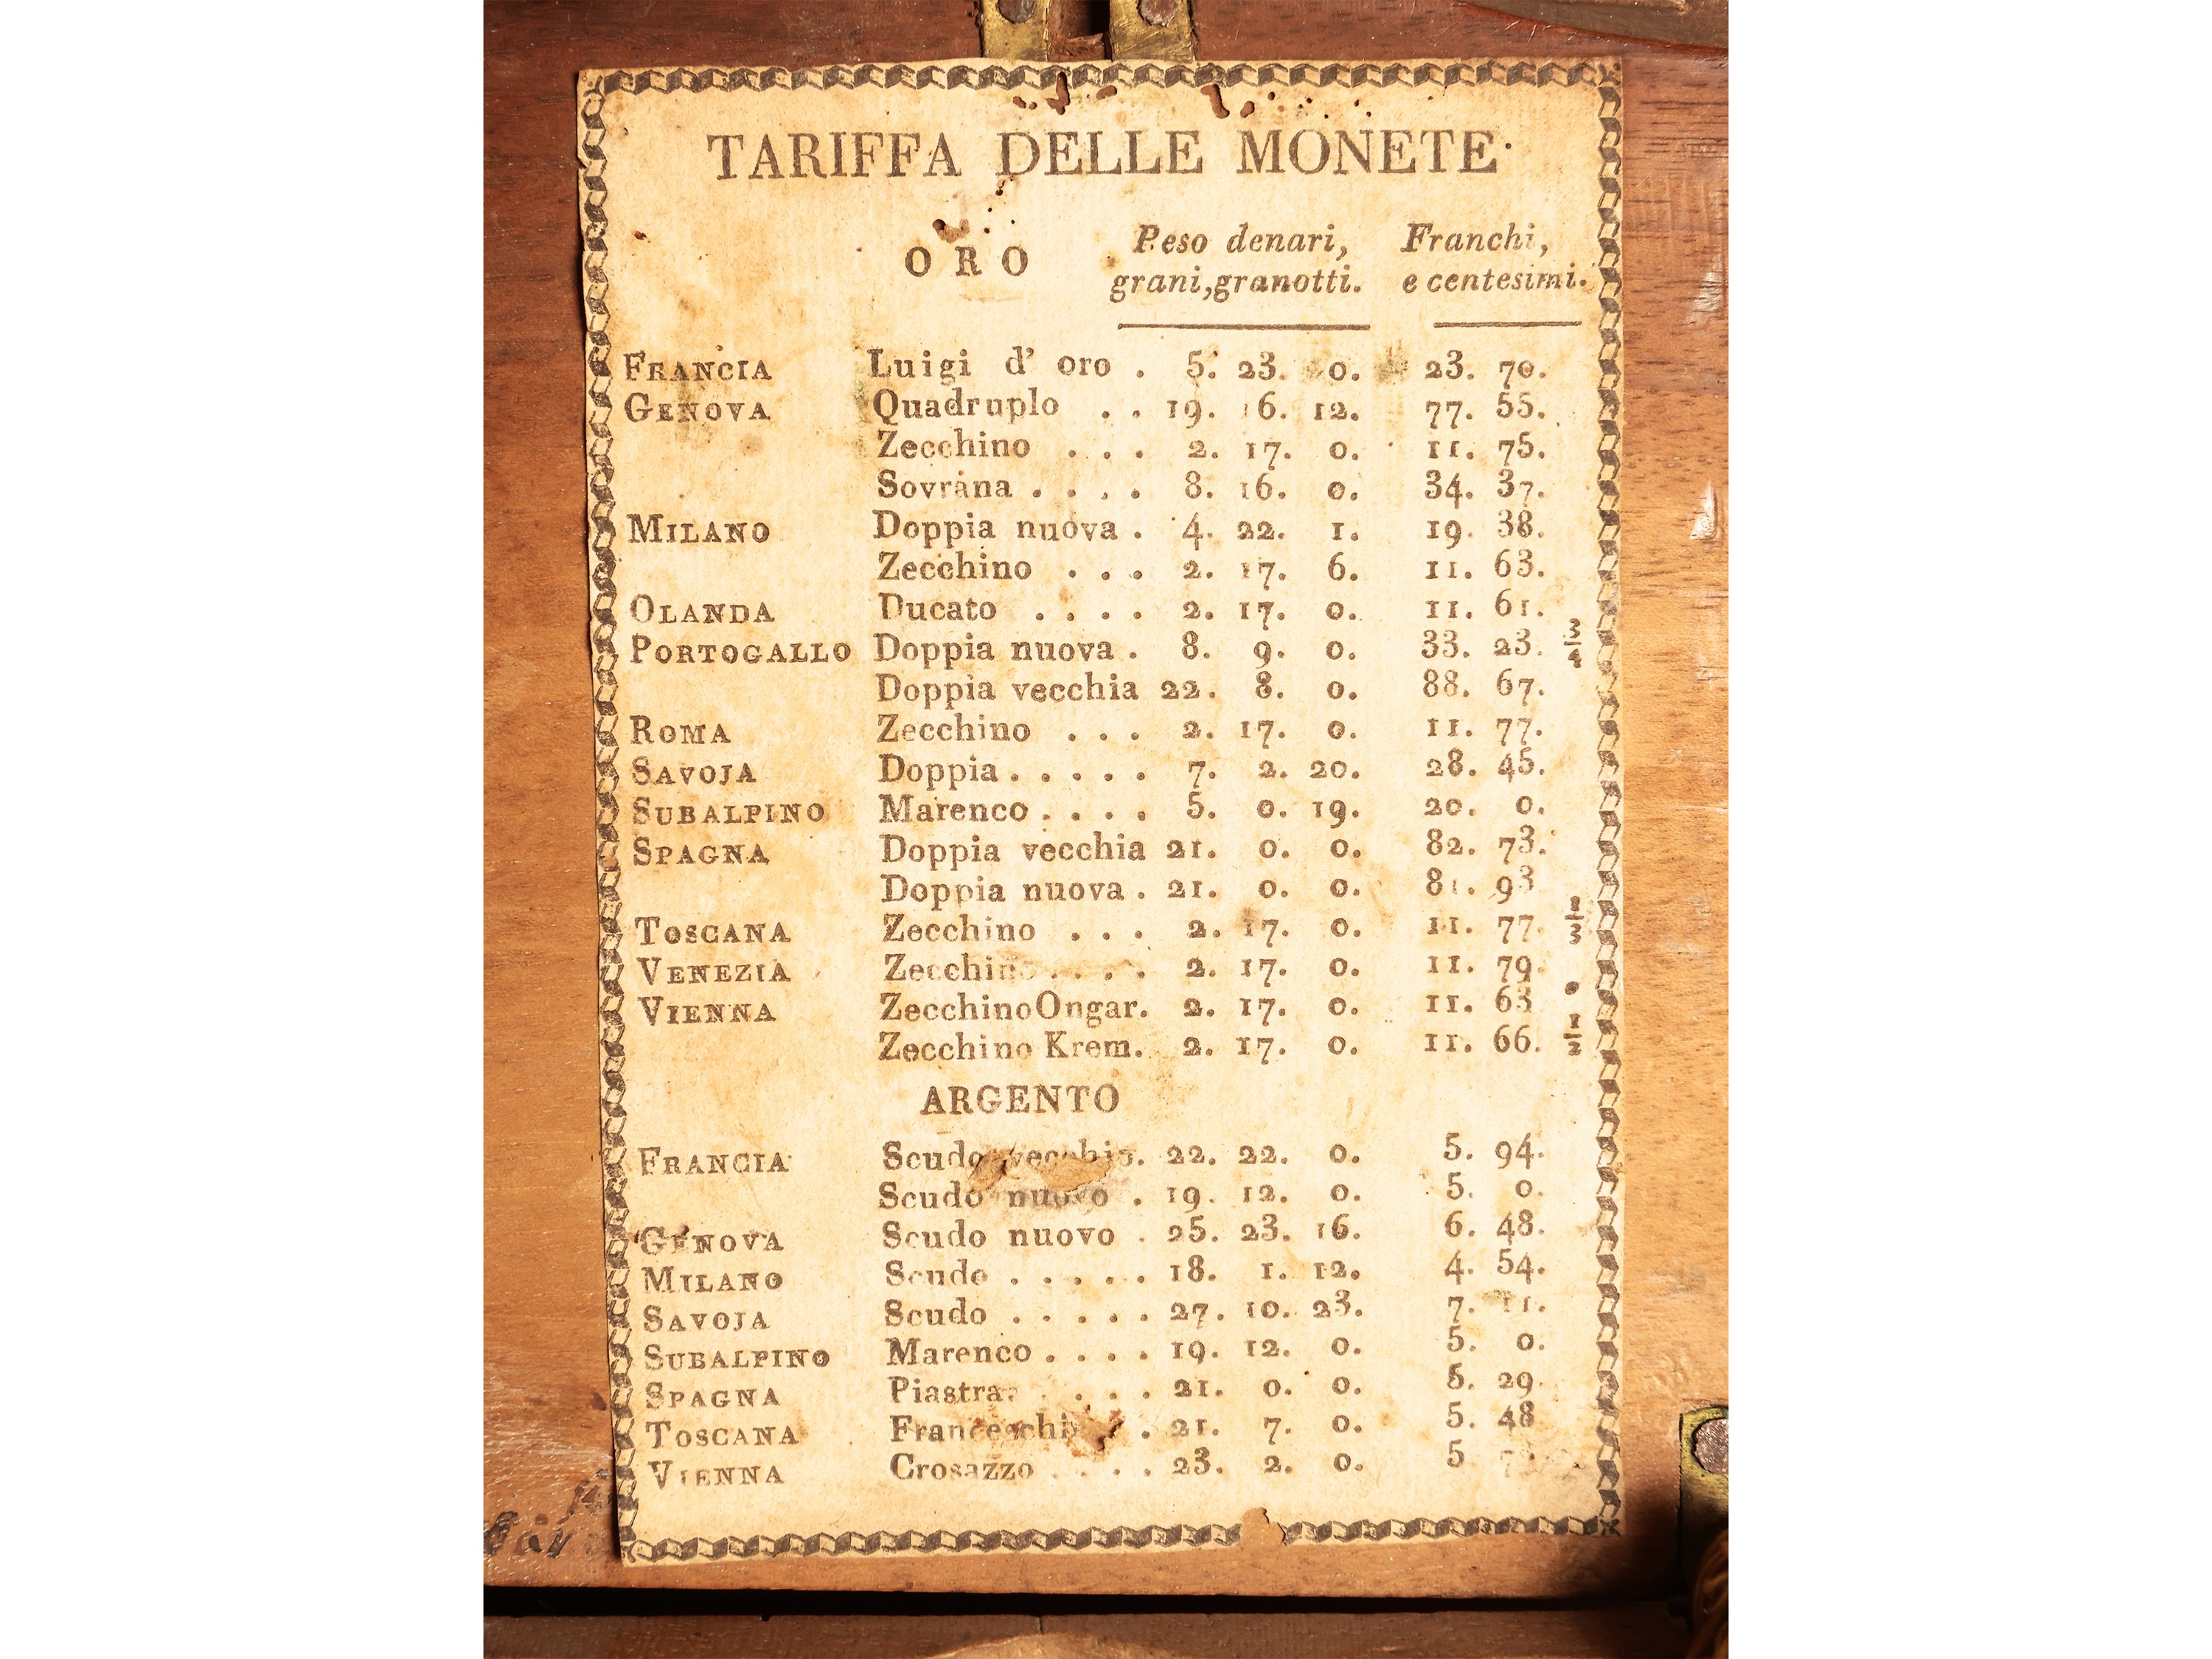 TARIFFA DELLE MONETE
ORO Peso denari, Franchi,
grani, granotti. e centesimi.
FRANCIA Luigi d' oro . 5. 23. 0. 23. 70.
GENOVA Quadruplo . . 19. 16. 12. 77. 55.
Zecchino . . . 2. 17. 0. 11. 75.
Sovrana . . . . 8. 16. 0. 34. 37.
MILANO Doppia nuova . 4. 22. 1. 19. 38.
Zecchino . . . 2. 17. 6. 11. 63.
OLANDA Ducato . . . . 2. 17. 0. 11. 61.
PORTOGALLO Doppia nuova . 8. 9. 0. 33. 23. 3/4
Doppia vecchia 22. 8. 0. 88. 67.
ROMA Zecchino . . . 2. 17. 0. 11. 77.
SAVOJA Doppia . . . . . 7. 2. 20. 28. 45.
SUBALPINO Marenco . . . . 5. 0. 19. 20. 0.
SPAGNA Doppia vecchia 21. 0. 0. 82. 73.
Doppia nuova . 21. 0. 0. 81. 93
TOSCANA Zecchino . . . 2. 17. 0. 11. 77. 1/3
VENEZIA Zecchino . . . . 2. 17. 0. 11. 79.
VIENNA Zecchino Ongar. 2. 17. 0. 11. 63
Zecchino Krem. 2. 17. 0. 11. 66. 1/2
ARGENTO
FRANCIA Scudo vecchio. 22. 22. 0. 5. 94.
Scudo nuovo . 19. 12. 0. 5. 0.
GENOVA Scudo nuovo . 25. 23. 16. 6. 48.
MILANO Scudo . . . . . 18. 1. 12. 4. 54.
SAVOJA Scudo . . . . . 27. 10. 23. 7. 11.
SUBALPINO Marenco . . . . 19. 12. 0. 5. 0.
SPAGNA Piastra . . . . 21. 0. 0. 5. 29.
TOSCANA . 21. 7. 0. 5. 48
VIENNA Crosazzo . . . . 23. 2. 0. 5